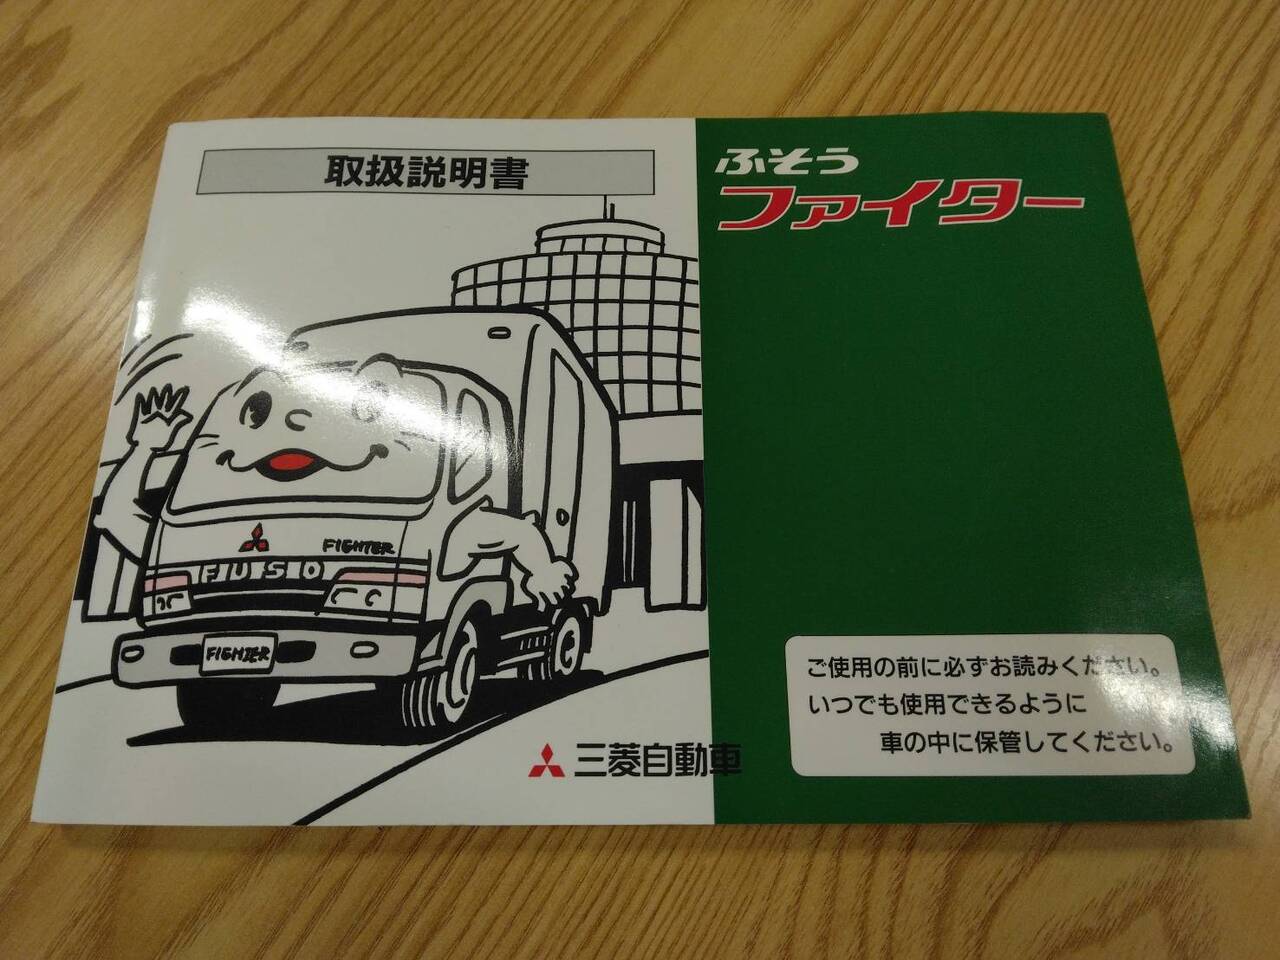 取扱説明書
ふそう
ファイター
FIGHTER
FUSO
FIGHTER
三菱自動車
ご使用の前に必ずお読みください。
いつでも使用できるように
車の中に保管してください。